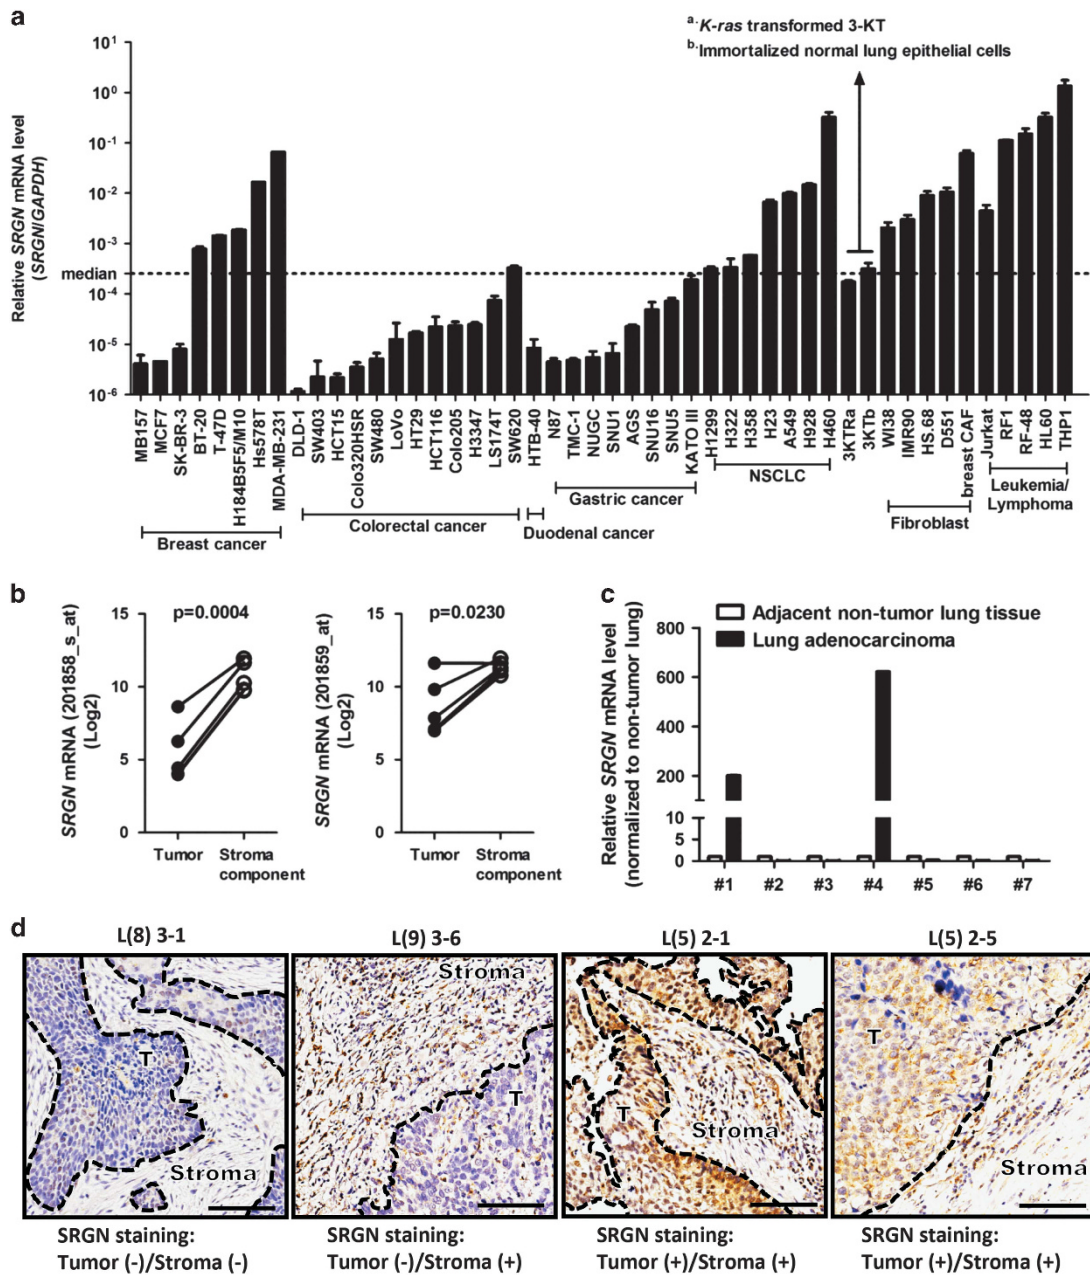 a
a. K-ras transformed 3-KT
b. Immortalized normal lung epithelial cells
Relative SRGN mRNA level
(SRGN/GAPDH)
10^1
10^0
10^-1
10^-2
10^-3
median
10^-4
10^-5
10^-6
MB157
MCF7
SK-BR-3
BT-20
T-47D
H184B5F5/M10
Hs578T
MDA-MB-231
DLD-1
SW403
HCT15
Colo320HSR
SW480
LoVo
HT29
HCT116
Colo205
H3347
LS174T
SW620
HTB-40
N87
TMC-1
NUGC
SNU1
AGS
SNU16
SNU5
KATO III
H1299
H322
H358
H23
A549
H928
H460
3KTRa
3KTb
WI38
IMR90
HS.68
D551
breast CAF
Jurkat
RF1
RF-48
HL60
THP1
Breast cancer
Colorectal cancer
Duodenal cancer
Gastric cancer
NSCLC
Fibroblast
Leukemia/
Lymphoma
b
p=0.0004
SRGN mRNA (201858_s_at)
(Log2)
15
10
5
0
Tumor
Stroma
component
p=0.0230
SRGN mRNA (201859_at)
(Log2)
15
10
5
0
Tumor
Stroma
component
c
Adjacent non-tumor lung tissue
Lung adenocarcinoma
Relative SRGN mRNA level
(normalized to non-tumor lung)
800
600
400
200
10
5
0
#1 #2 #3 #4 #5 #6 #7
d
L(8) 3-1
T
Stroma
SRGN staining:
Tumor (-)/Stroma (-)
L(9) 3-6
Stroma
T
SRGN staining:
Tumor (-)/Stroma (+)
L(5) 2-1
T
Stroma
SRGN staining:
Tumor (+)/Stroma (+)
L(5) 2-5
T
Stroma
SRGN staining:
Tumor (+)/Stroma (+)